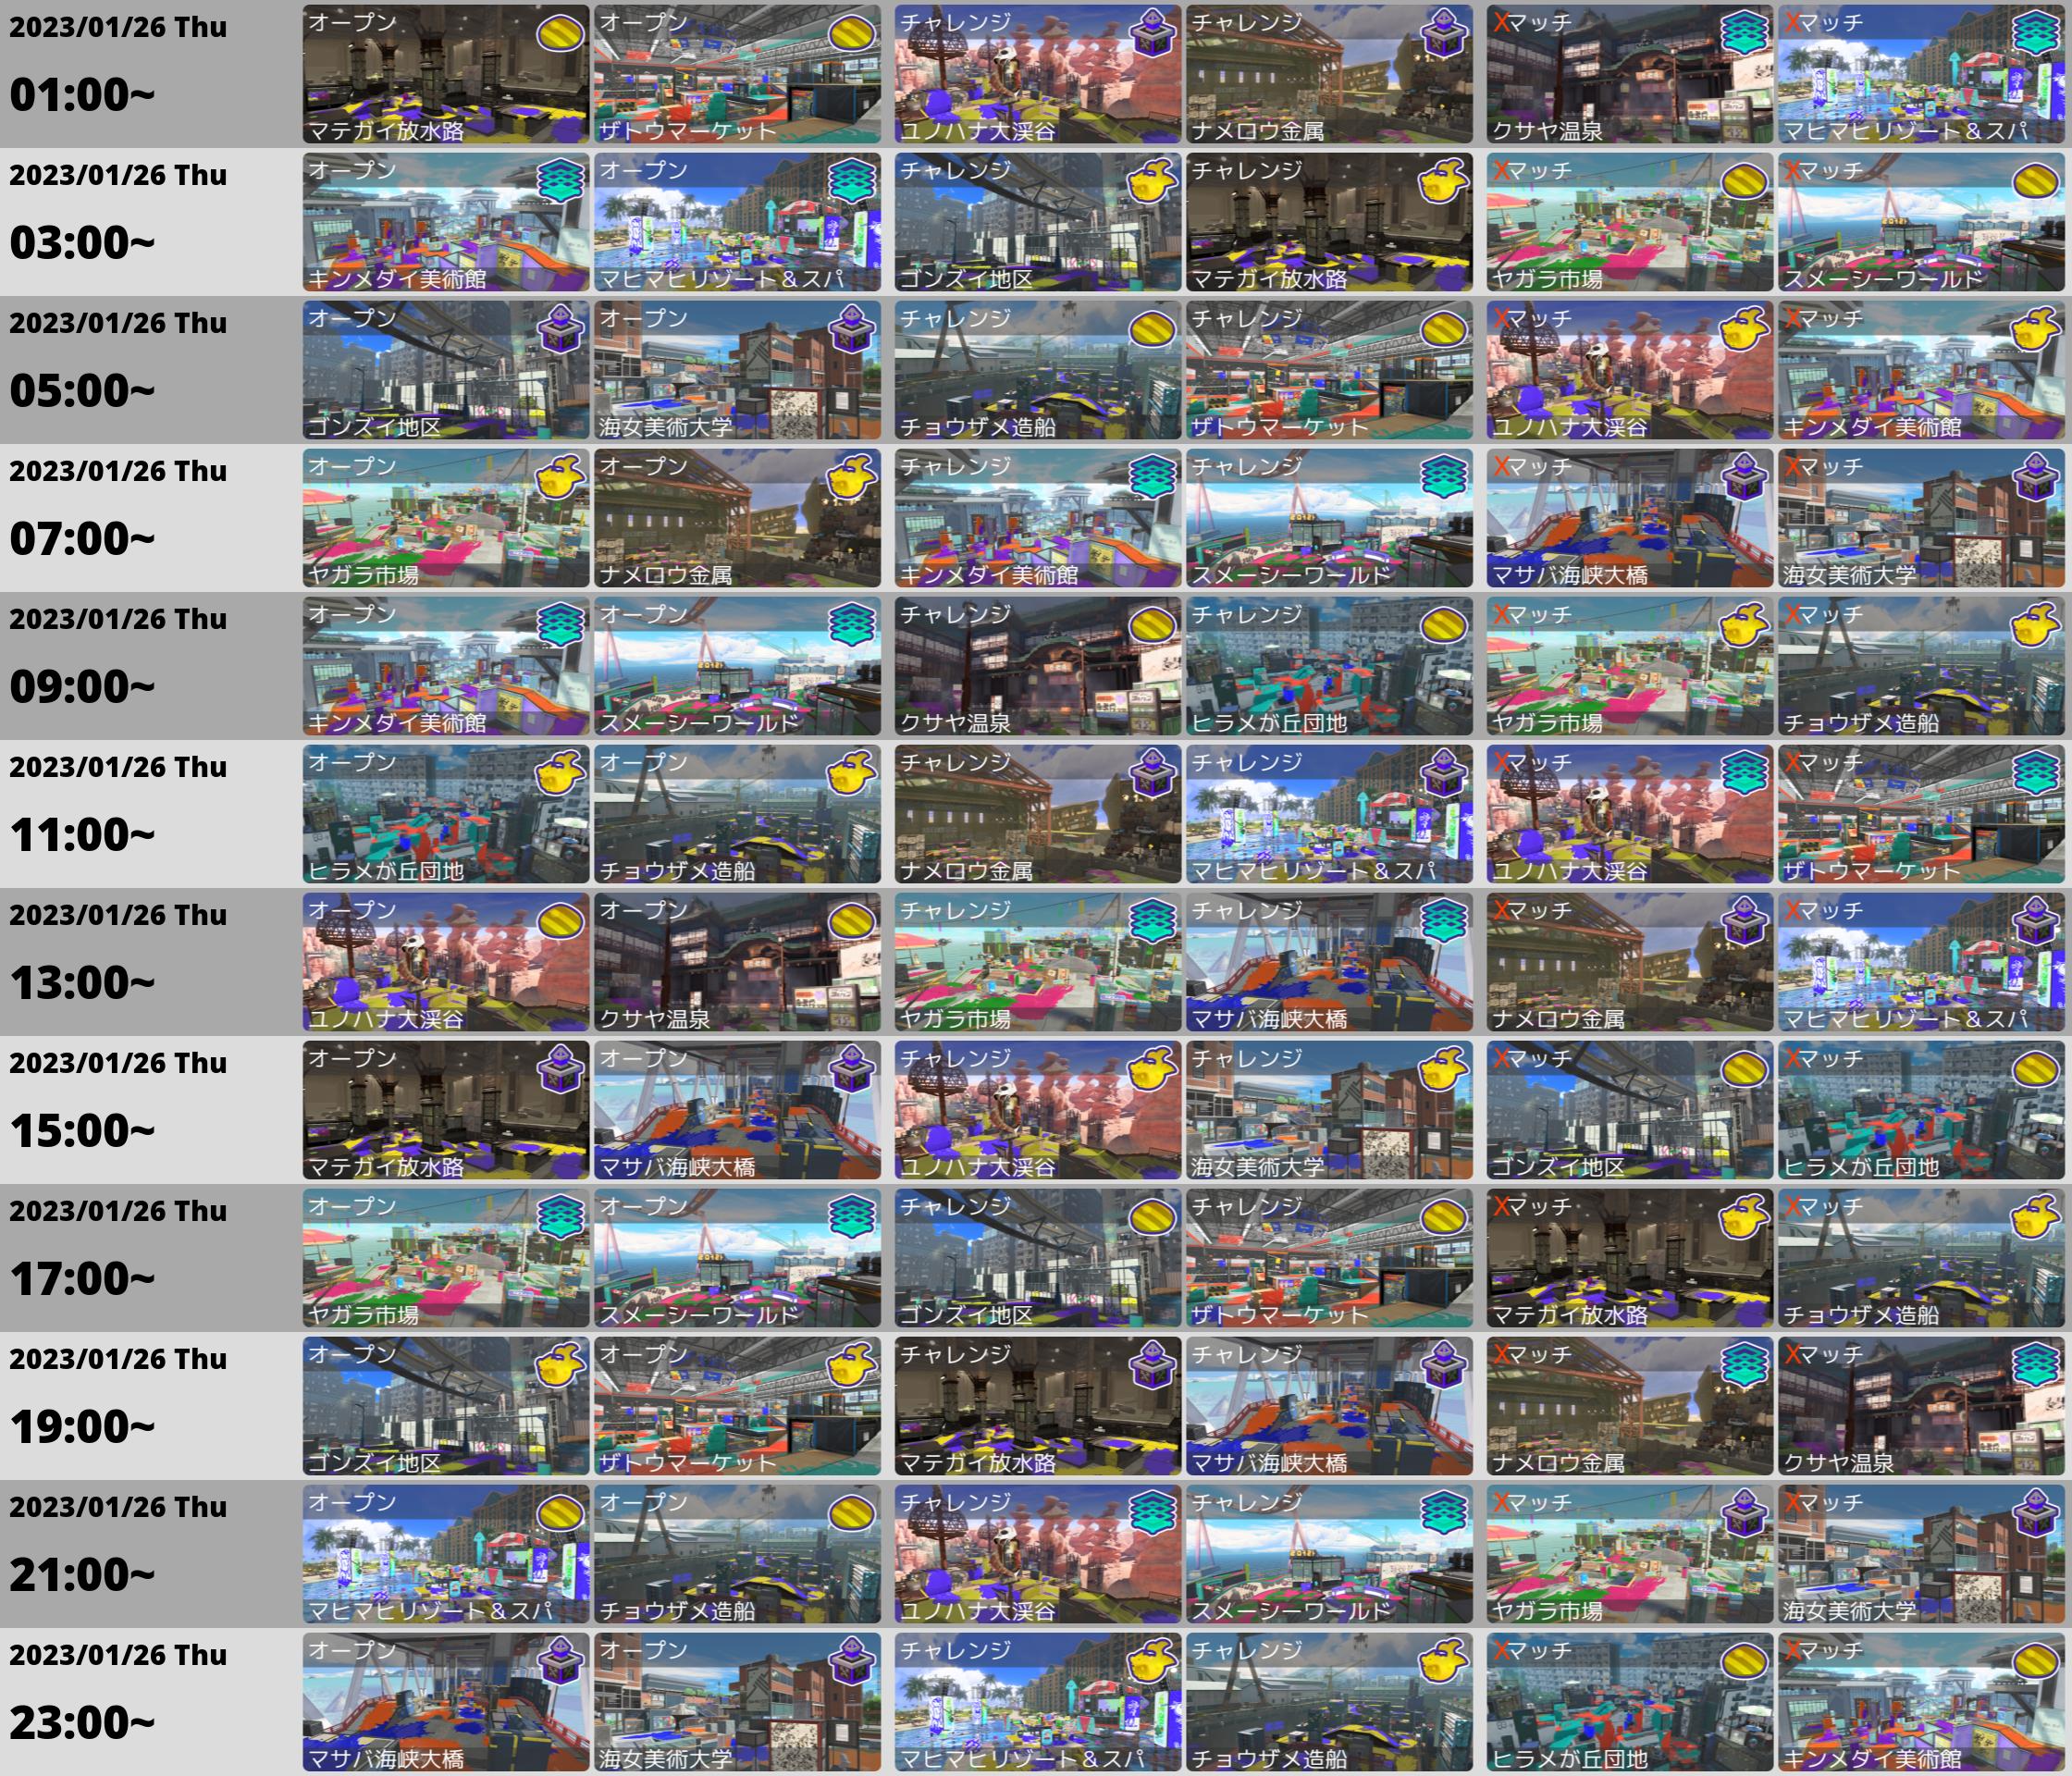 2023/01/26 Thu
01:00~
オープン
マテガイ放水路
オープン
ザトウマーケット
チャレンジ
ユノハナ大渓谷
チャレンジ
ナメロウ金属
Xマッチ
クサヤ温泉
Xマッチ
マヒマヒリゾート＆スパ
2023/01/26 Thu
03:00~
オープン
キンメダイ美術館
オープン
マヒマヒリゾート＆スパ
チャレンジ
ゴンズイ地区
チャレンジ
マテガイ放水路
Xマッチ
ヤガラ市場
Xマッチ
スメーシーワールド
2023/01/26 Thu
05:00~
オープン
ゴンズイ地区
オープン
海女美術大学
チャレンジ
チョウザメ造船
チャレンジ
ザトウマーケット
Xマッチ
ユノハナ大渓谷
Xマッチ
キンメダイ美術館
2023/01/26 Thu
07:00~
オープン
ヤガラ市場
オープン
ナメロウ金属
チャレンジ
キンメダイ美術館
チャレンジ
スメーシーワールド
Xマッチ
マサバ海峡大橋
Xマッチ
海女美術大学
2023/01/26 Thu
09:00~
オープン
キンメダイ美術館
オープン
スメーシーワールド
チャレンジ
クサヤ温泉
チャレンジ
ヒラメが丘団地
Xマッチ
ヤガラ市場
Xマッチ
チョウザメ造船
2023/01/26 Thu
11:00~
オープン
ヒラメが丘団地
オープン
チョウザメ造船
チャレンジ
ナメロウ金属
チャレンジ
マヒマヒリゾート＆スパ
Xマッチ
ユノハナ大渓谷
Xマッチ
ザトウマーケット
2023/01/26 Thu
13:00~
オープン
ユノハナ大渓谷
オープン
クサヤ温泉
チャレンジ
ヤガラ市場
チャレンジ
マサバ海峡大橋
Xマッチ
ナメロウ金属
Xマッチ
マヒマヒリゾート＆スパ
2023/01/26 Thu
15:00~
オープン
マテガイ放水路
オープン
マサバ海峡大橋
チャレンジ
ユノハナ大渓谷
チャレンジ
海女美術大学
Xマッチ
ゴンズイ地区
Xマッチ
ヒラメが丘団地
2023/01/26 Thu
17:00~
オープン
ヤガラ市場
オープン
スメーシーワールド
チャレンジ
ゴンズイ地区
チャレンジ
ザトウマーケット
Xマッチ
マテガイ放水路
Xマッチ
チョウザメ造船
2023/01/26 Thu
19:00~
オープン
ゴンズイ地区
オープン
ザトウマーケット
チャレンジ
マテガイ放水路
チャレンジ
マサバ海峡大橋
Xマッチ
ナメロウ金属
Xマッチ
クサヤ温泉
2023/01/26 Thu
21:00~
オープン
マヒマヒリゾート＆スパ
オープン
チョウザメ造船
チャレンジ
ユノハナ大渓谷
チャレンジ
スメーシーワールド
Xマッチ
ヤガラ市場
Xマッチ
海女美術大学
2023/01/26 Thu
23:00~
オープン
マサバ海峡大橋
オープン
海女美術大学
チャレンジ
マヒマヒリゾート＆スパ
チャレンジ
チョウザメ造船
Xマッチ
ヒラメが丘団地
Xマッチ
キンメダイ美術館